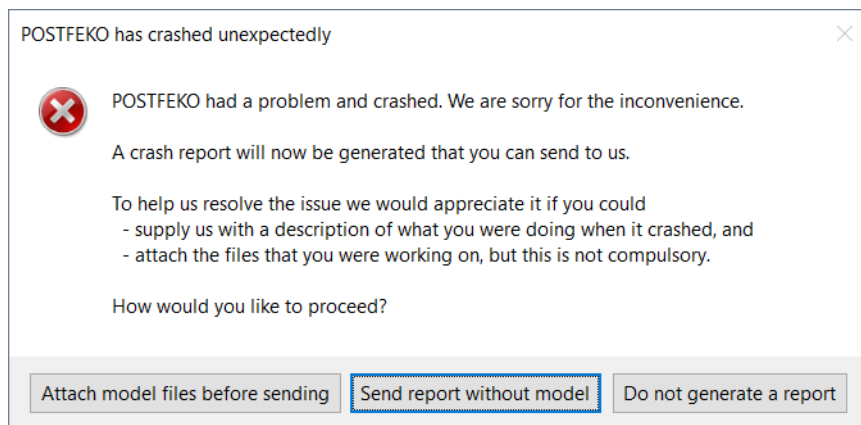 POSTFEKO has crashed unexpectedly
POSTFEKO had a problem and crashed. We are sorry for the inconvenience.
A crash report will now be generated that you can send to us.
To help us resolve the issue we would appreciate it if you could
- supply us with a description of what you were doing when it crashed, and
- attach the files that you were working on, but this is not compulsory.
How would you like to proceed?
Attach model files before sending
Send report without model
Do not generate a report